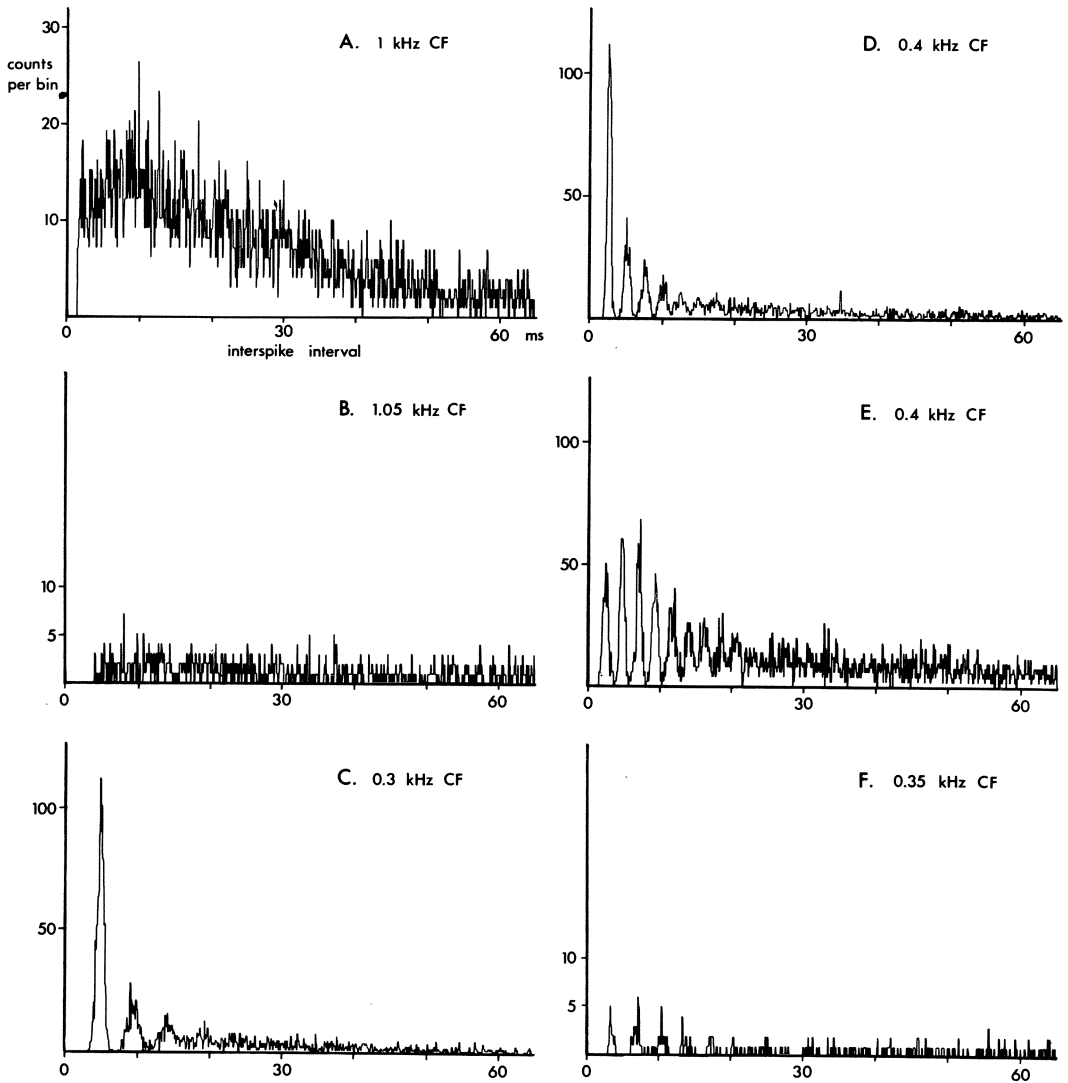 A. 1 kHz CF
30
counts
per bin
20
10
0 30 60 ms
interspike interval
D. 0.4 kHz CF
100
50
0 30 60
B. 1.05 kHz CF
10
5
0 30 60
E. 0.4 kHz CF
100
50
0 30 60
C. 0.3 kHz CF
100
50
0 30 60
F. 0.35 kHz CF
10
5
0 30 60